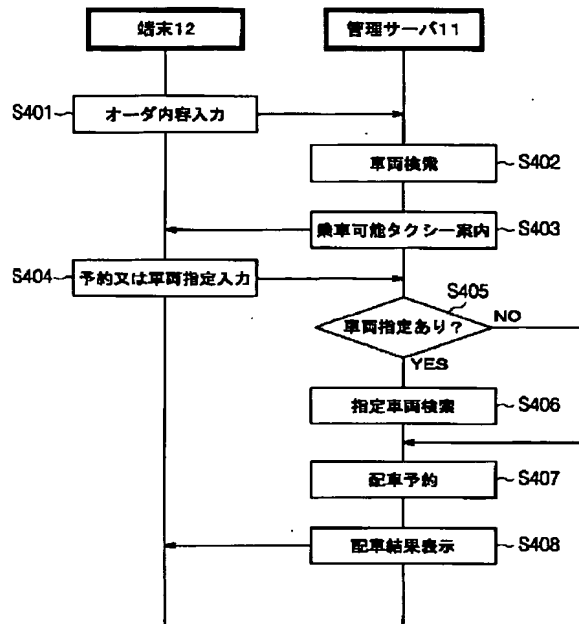 端末12
管理サーバ11
S401
オーダ内容入力
車両検索
S402
乗車可能タクシー案内
S403
S404
予約又は車両指定入力
S405
車両指定あり?
NO
YES
指定車両検索
S406
配車予約
S407
配車結果表示
S408